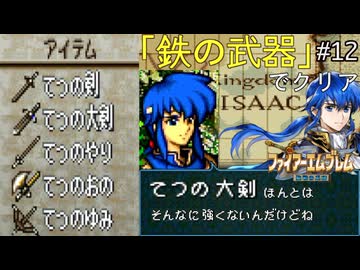 アイテム
てつの剣
てつの大剣
てつのやり
てつのおの
てつのゆみ
「鉄の武器」#12
でクリア
ingdom
ISAAC
ファイアーエムブレム
てつの大剣 ほんとは
そんなに強くないんだけどね